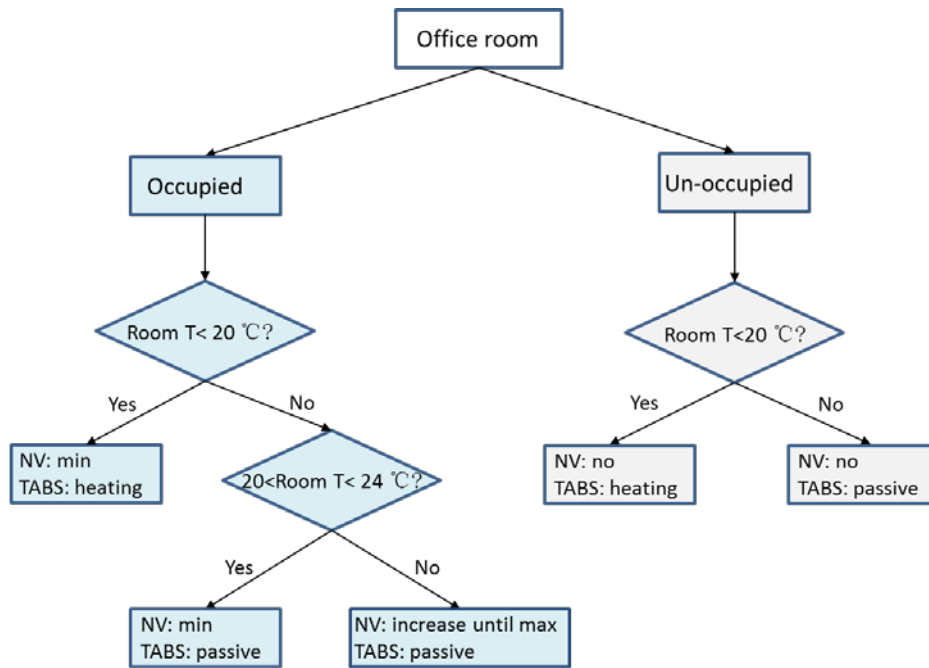 Office room
Occupied
Un-occupied
Room T< 20 ℃?
Room T<20 ℃?
Yes
No
Yes
No
NV: min
TABS: heating
20<Room T< 24 ℃?
NV: no
TABS: heating
NV: no
TABS: passive
Yes
No
NV: min
TABS: passive
NV: increase until max
TABS: passive